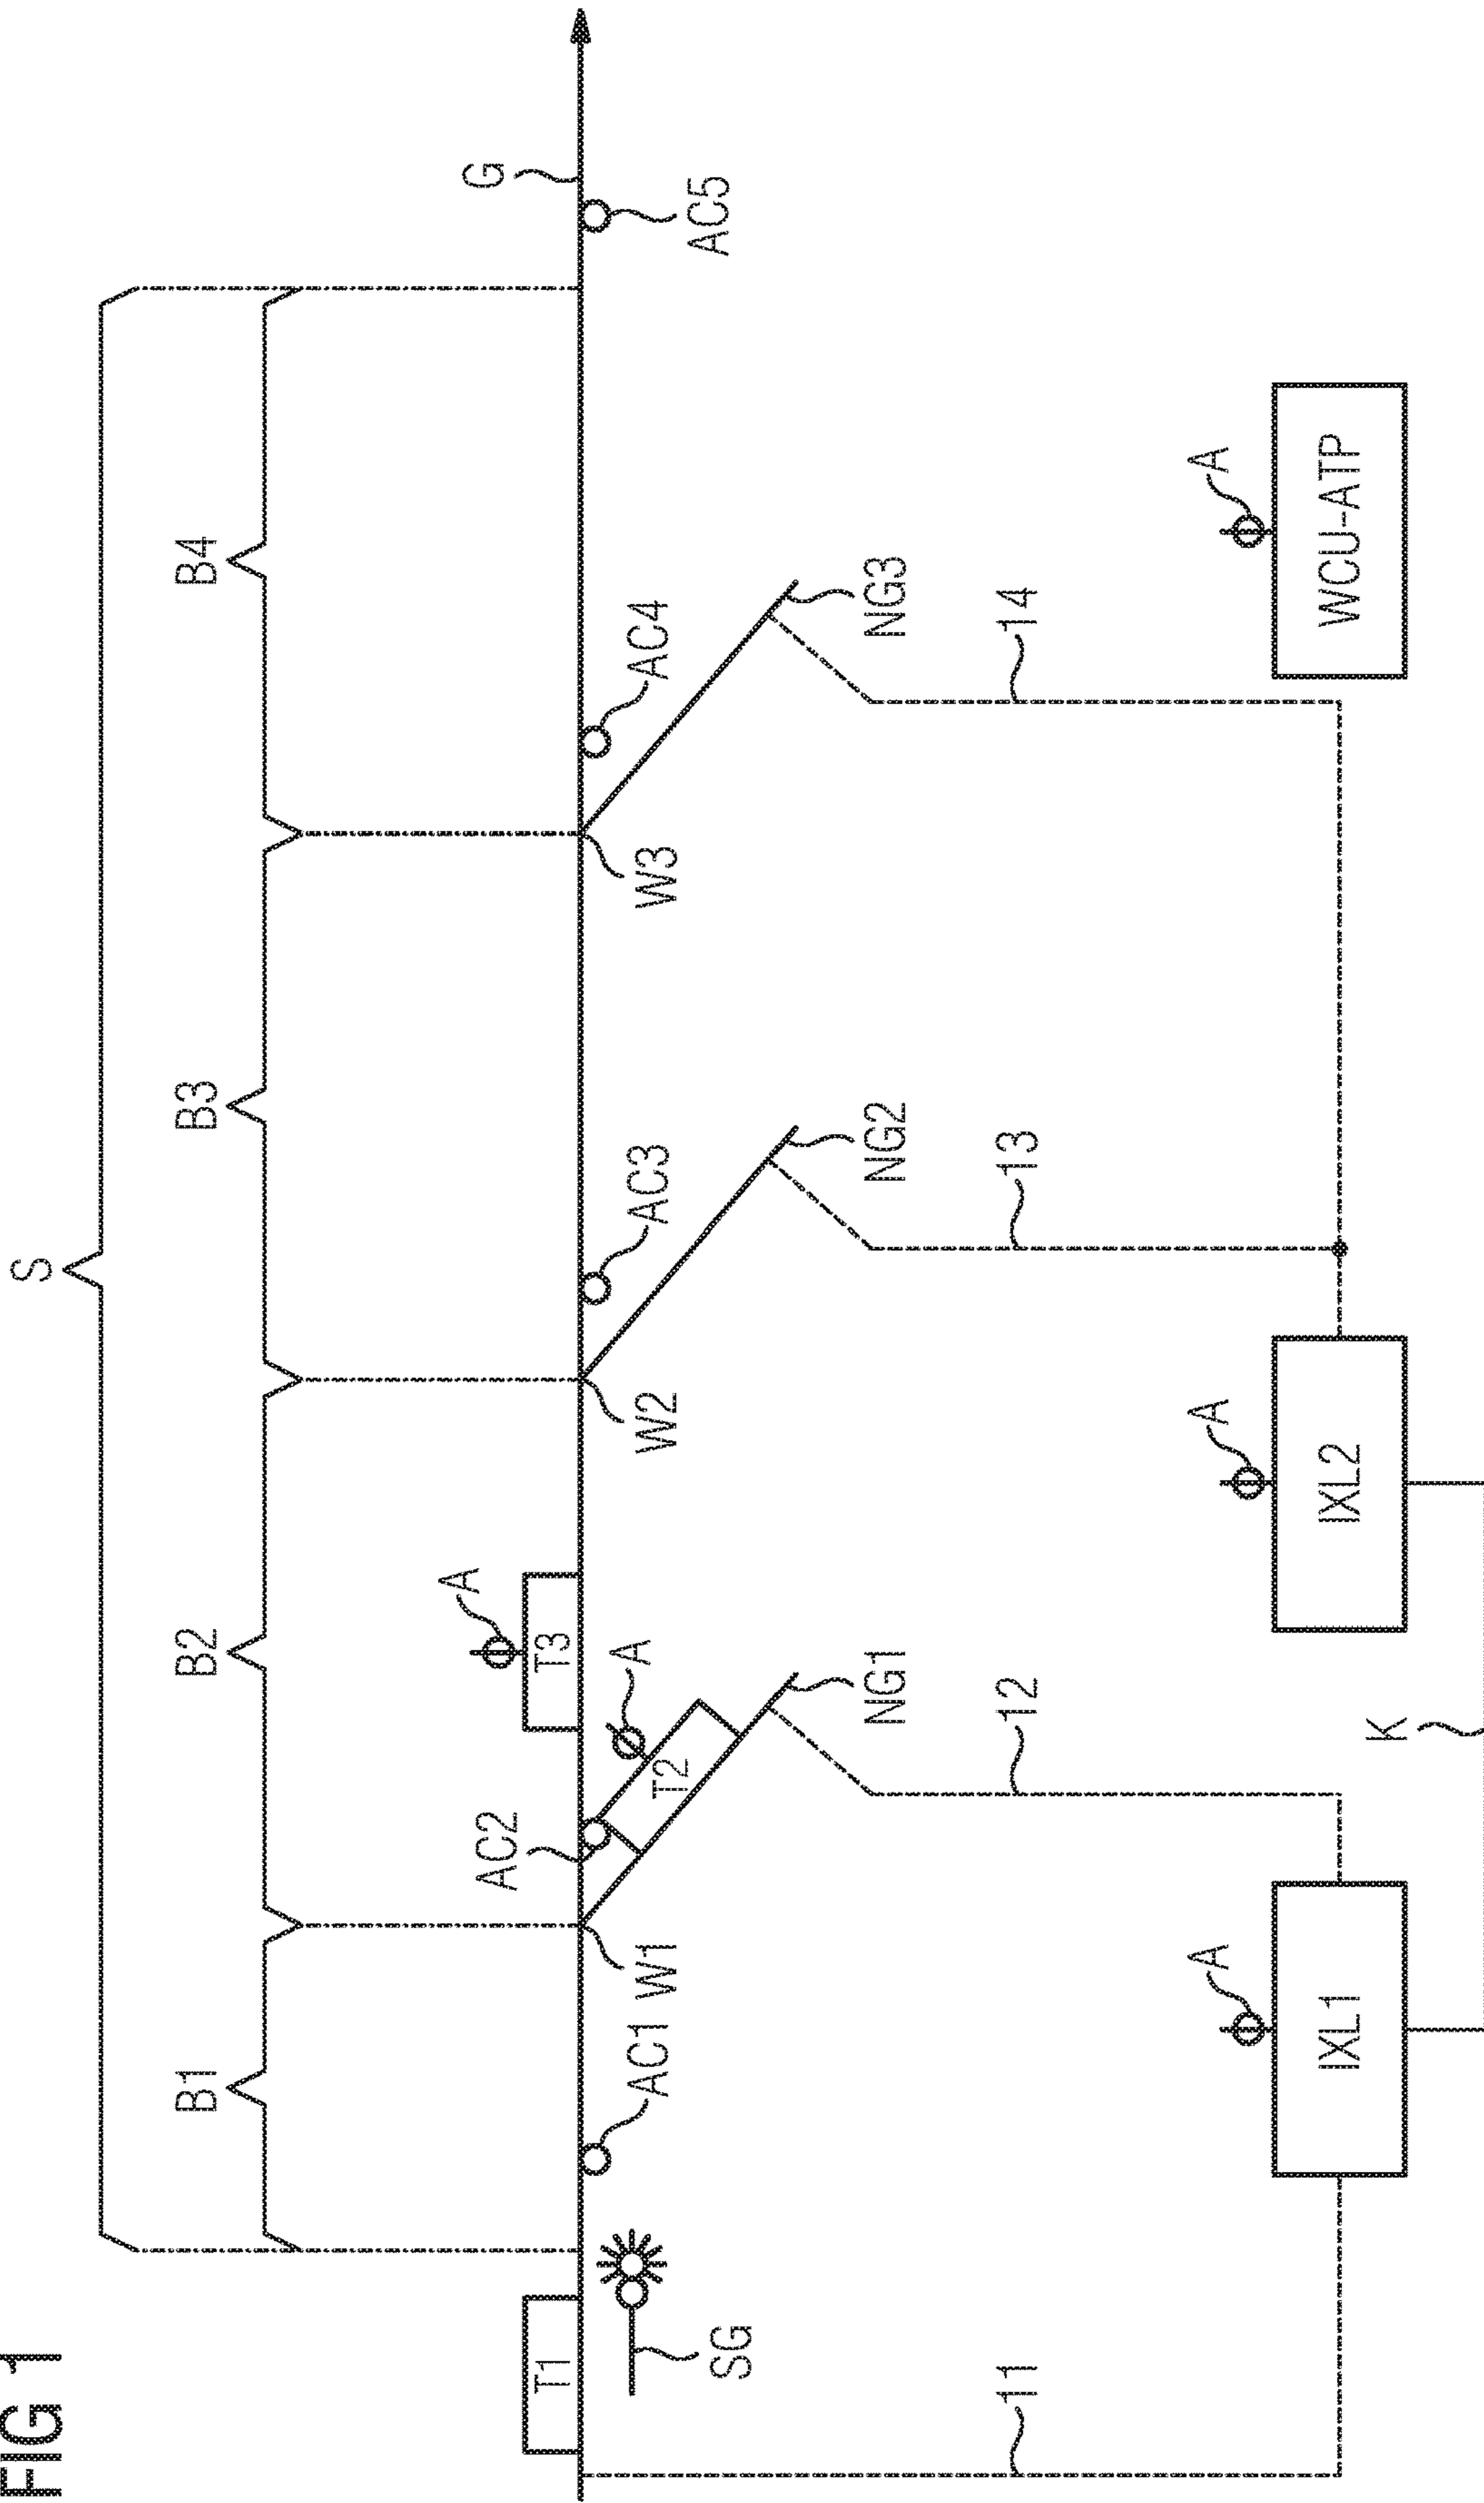 FIG 1
S
B1
B2
B3
B4
T1
T3
A
G
AC2
T2
A
SG
AC1
W1
W2
AC3
W3
AC4
AC5
NG1
NG2
NG3
11
12
13
14
A
A
A
IXL1
IXL2
WCU-ATP
K